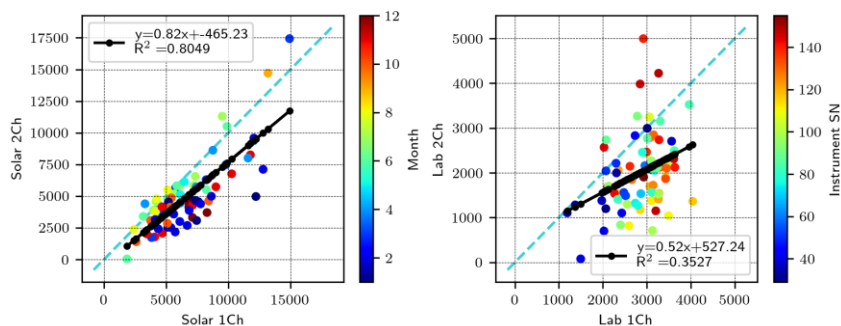 y=0.82x+-465.23
R² =0.8049
17500
15000
12500
10000
7500
5000
2500
0
Solar 2Ch
0 5000 10000 15000
Solar 1Ch
12
10
8
6
4
2
Month
5000
4000
3000
2000
1000
0
Lab 2Ch
y=0.52x+527.24
R² =0.3527
0 1000 2000 3000 4000 5000
Lab 1Ch
140
120
100
80
60
40
Instrument SN